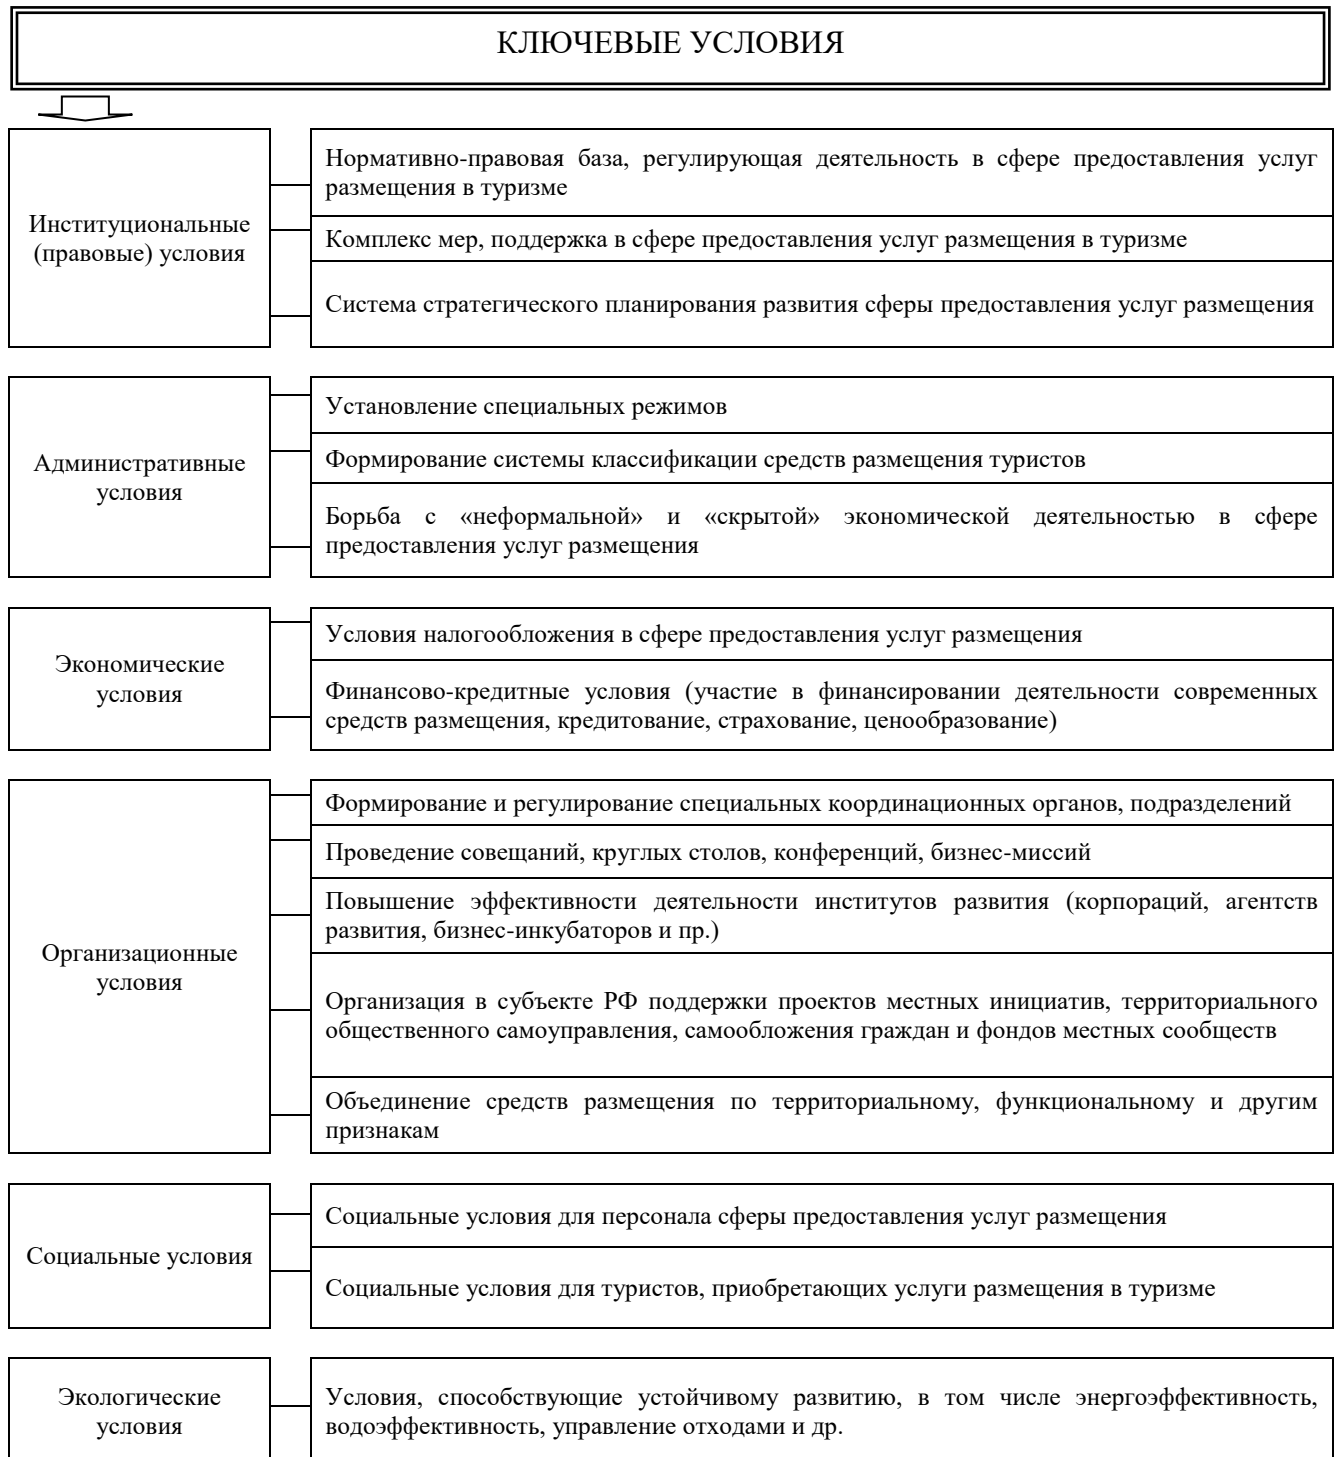 КЛЮЧЕВЫЕ УСЛОВИЯ
Институциональные
(правовые) условия
Нормативно-правовая база, регулирующая деятельность в сфере предоставления услуг
размещения в туризме
Комплекс мер, поддержка в сфере предоставления услуг размещения в туризме
Система стратегического планирования развития сферы предоставления услуг размещения
Административные
условия
Установление специальных режимов
Формирование системы классификации средств размещения туристов
Борьба с «неформальной» и «скрытой» экономической деятельностью в сфере
предоставления услуг размещения
Экономические
условия
Условия налогообложения в сфере предоставления услуг размещения
Финансово-кредитные условия (участие в финансировании деятельности современных
средств размещения, кредитование, страхование, ценообразование)
Организационные
условия
Формирование и регулирование специальных координационных органов, подразделений
Проведение совещаний, круглых столов, конференций, бизнес-миссий
Повышение эффективности деятельности институтов развития (корпораций, агентств
развития, бизнес-инкубаторов и пр.)
Организация в субъекте РФ поддержки проектов местных инициатив, территориального
общественного самоуправления, самообложения граждан и фондов местных сообществ
Объединение средств размещения по территориальному, функциональному и другим
признакам
Социальные условия
Социальные условия для персонала сферы предоставления услуг размещения
Социальные условия для туристов, приобретающих услуги размещения в туризме
Экологические
условия
Условия, способствующие устойчивому развитию, в том числе энергоэффективность,
водоэффективность, управление отходами и др.